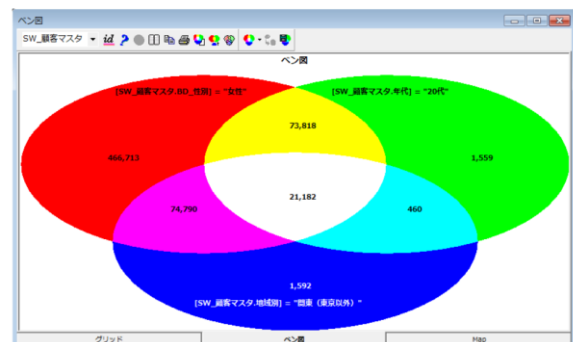 ベン図
SW_顧客マスタ id
ベン図
[SW_顧客マスタ.BO_性別] = "女性"
[SW_顧客マスタ.年代] = "20代"
73,818
466,713
1,559
21,182
74,790
460
1,592
[SW_顧客マスタ.地域別] = "関東（東京以外）"
グリッド ベン図 Map